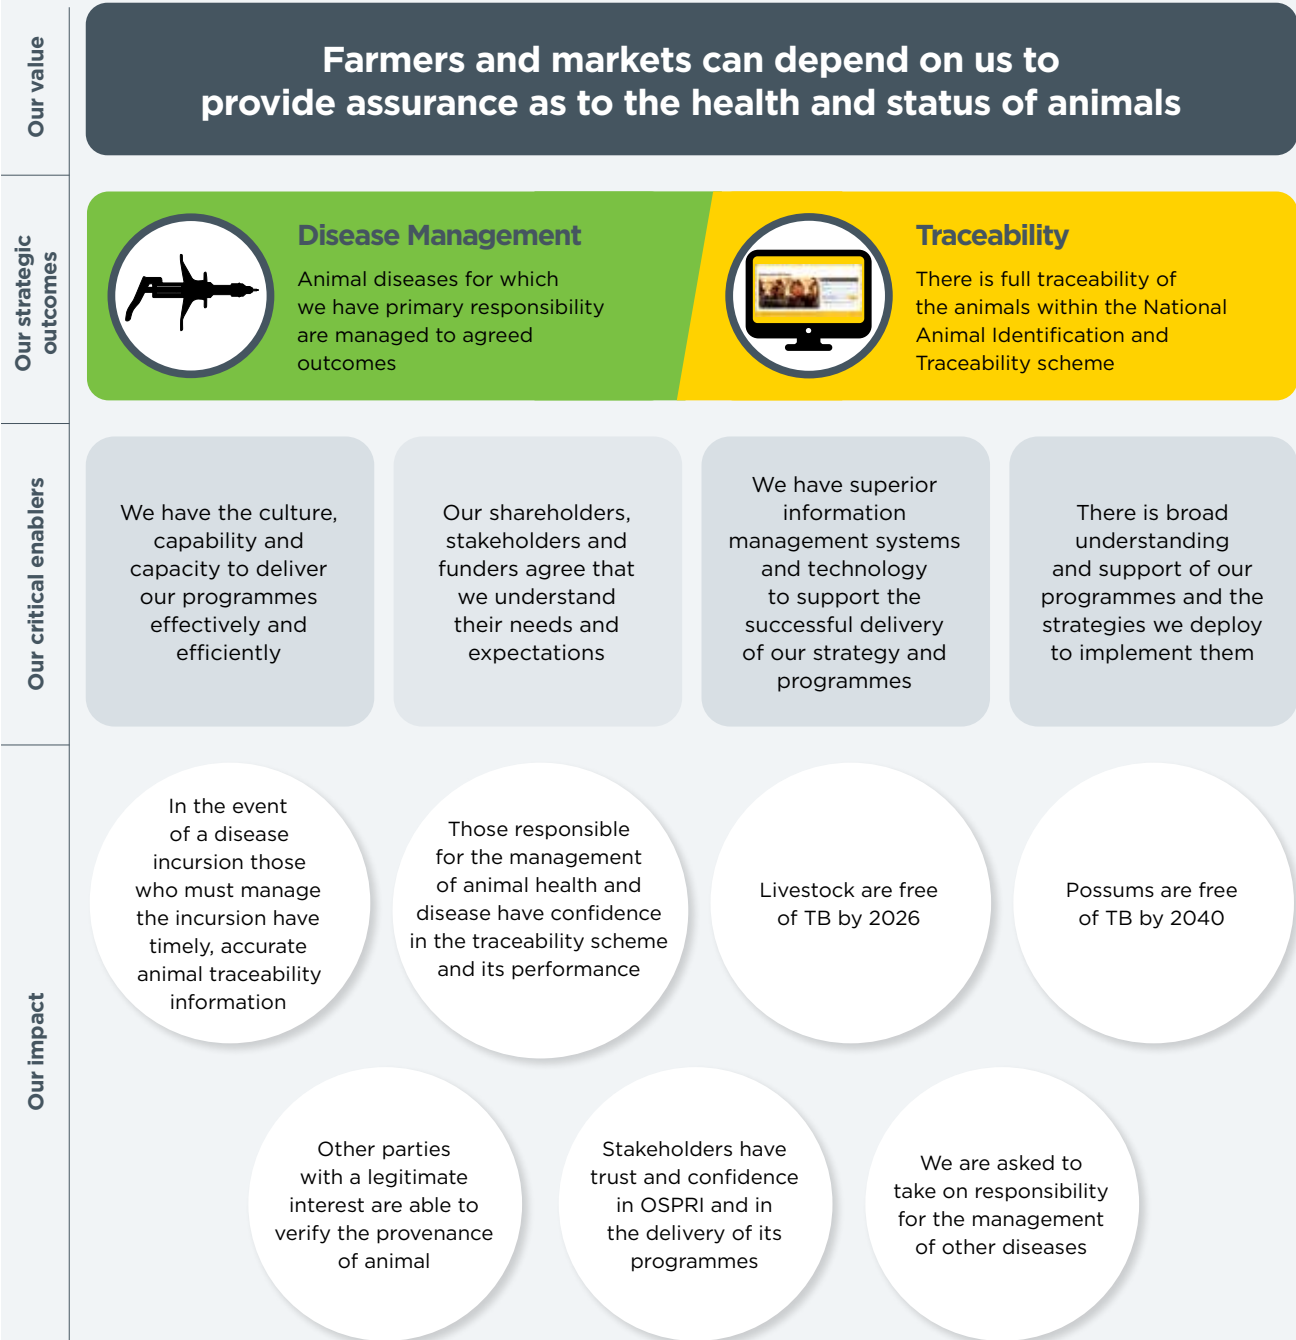 Our value
Farmers and markets can depend on us to
provide assurance as to the health and status of animals
Our strategic
outcomes
Disease Management
Animal diseases for which
we have primary responsibility
are managed to agreed
outcomes
Traceability
There is full traceability of
the animals within the National
Animal Identification and
Traceability scheme
Our critical enablers
We have the culture,
capability and
capacity to deliver
our programmes
effectively and
efficiently
Our shareholders,
stakeholders and
funders agree that
we understand
their needs and
expectations
We have superior
information
management systems
and technology
to support the
successful delivery
of our strategy and
programmes
There is broad
understanding
and support of our
programmes and the
strategies we deploy
to implement them
Our impact
In the event
of a disease
incursion those
who must manage
the incursion have
timely, accurate
animal traceability
information
Those responsible
for the management
of animal health and
disease have confidence
in the traceability scheme
and its performance
Livestock are free
of TB by 2026
Possums are free
of TB by 2040
Other parties
with a legitimate
interest are able to
verify the provenance
of animal
Stakeholders have
trust and confidence
in OSPRI and in
the delivery of its
programmes
We are asked to
take on responsibility
for the management
of other diseases